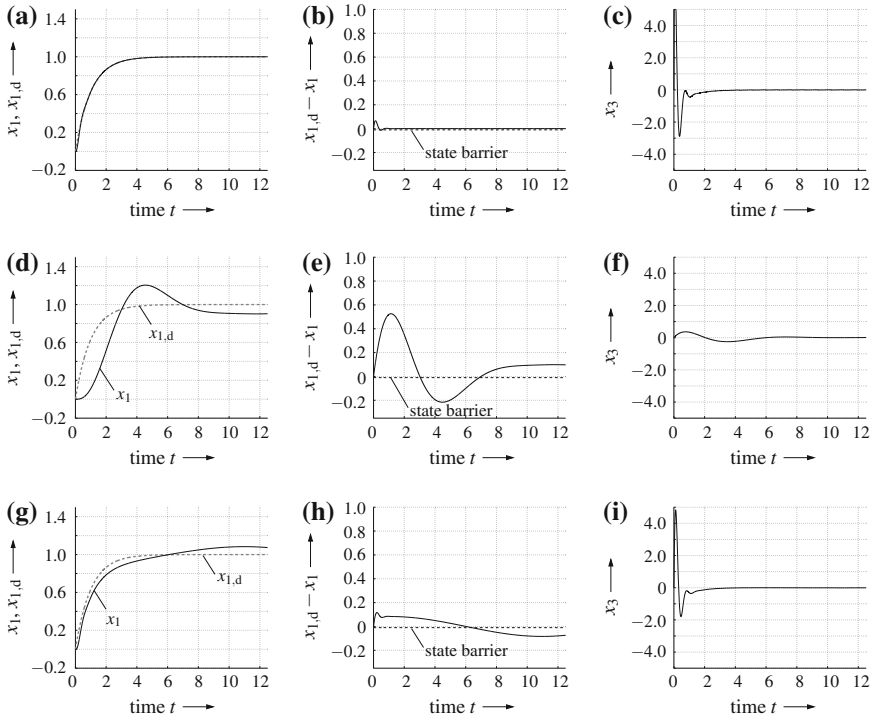 (a)
x1, x1,d
1.4
1.0
0.6
0.2
−0.2
0 2 4 6 8 10 12
time t
(b)
x1,d − x1
1.0
0.8
0.6
0.4
0.2
0
−0.2
state barrier
0 2 4 6 8 10 12
time t
(c)
x3
4.0
2.0
0
−2.0
−4.0
0 2 4 6 8 10 12
time t
(d)
x1, x1,d
1.4
1.0
0.6
0.2
−0.2
x1,d
x1
0 2 4 6 8 10 12
time t
(e)
x1,d − x1
1.0
0.8
0.6
0.4
0.2
0
−0.2
state barrier
0 2 4 6 8 10 12
time t
(f)
x3
4.0
2.0
0
−2.0
−4.0
0 2 4 6 8 10 12
time t
(g)
x1, x1,d
1.4
1.0
0.6
0.2
−0.2
x1,d
x1
0 2 4 6 8 10 12
time t
(h)
x1,d − x1
1.0
0.8
0.6
0.4
0.2
0
−0.2
state barrier
0 2 4 6 8 10 12
time t
(i)
x3
4.0
2.0
0
−2.0
−4.0
0 2 4 6 8 10 12
time t